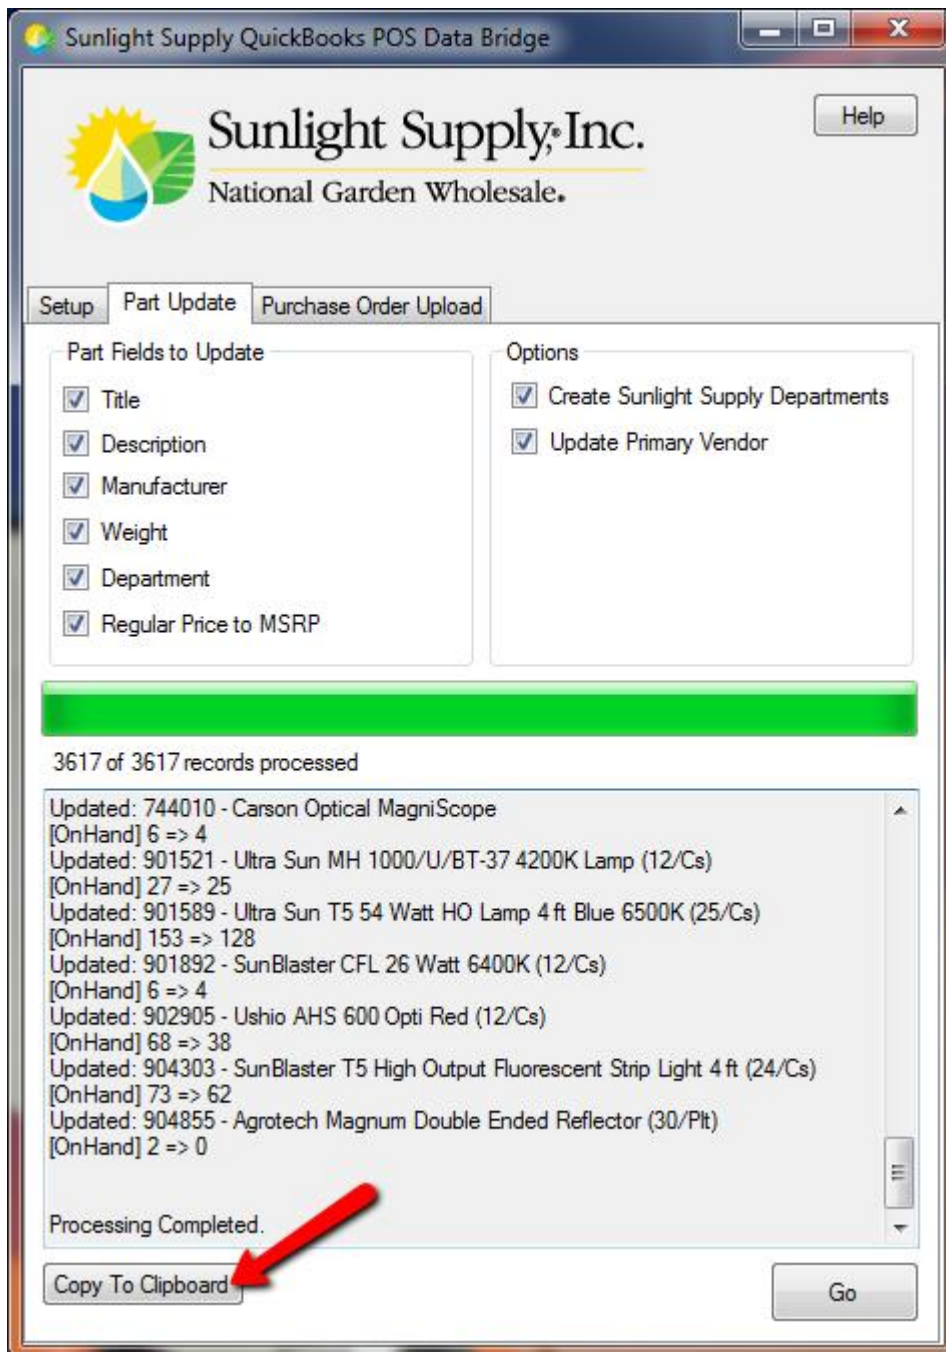 Sunlight Supply QuickBooks POS Data Bridge
Sunlight Supply, Inc.
National Garden Wholesale.
Help
Setup
Part Update
Purchase Order Upload
Part Fields to Update
Title
Description
Manufacturer
Weight
Department
Regular Price to MSRP
Options
Create Sunlight Supply Departments
Update Primary Vendor
3617 of 3617 records processed
Updated: 744010 - Carson Optical MagniScope
[OnHand] 6 => 4
Updated: 901521 - Ultra Sun MH 1000/U/BT-37 4200K Lamp (12/Cs)
[OnHand] 27 => 25
Updated: 901589 - Ultra Sun T5 54 Watt HO Lamp 4 ft Blue 6500K (25/Cs)
[OnHand] 153 => 128
Updated: 901892 - SunBlaster CFL 26 Watt 6400K (12/Cs)
[OnHand] 6 => 4
Updated: 902905 - Ushio AHS 600 Opti Red (12/Cs)
[OnHand] 68 => 38
Updated: 904303 - SunBlaster T5 High Output Fluorescent Strip Light 4 ft (24/Cs)
[OnHand] 73 => 62
Updated: 904855 - Agrotech Magnum Double Ended Reflector (30/Plt)
[OnHand] 2 => 0
Processing Completed.
Copy To Clipboard
Go